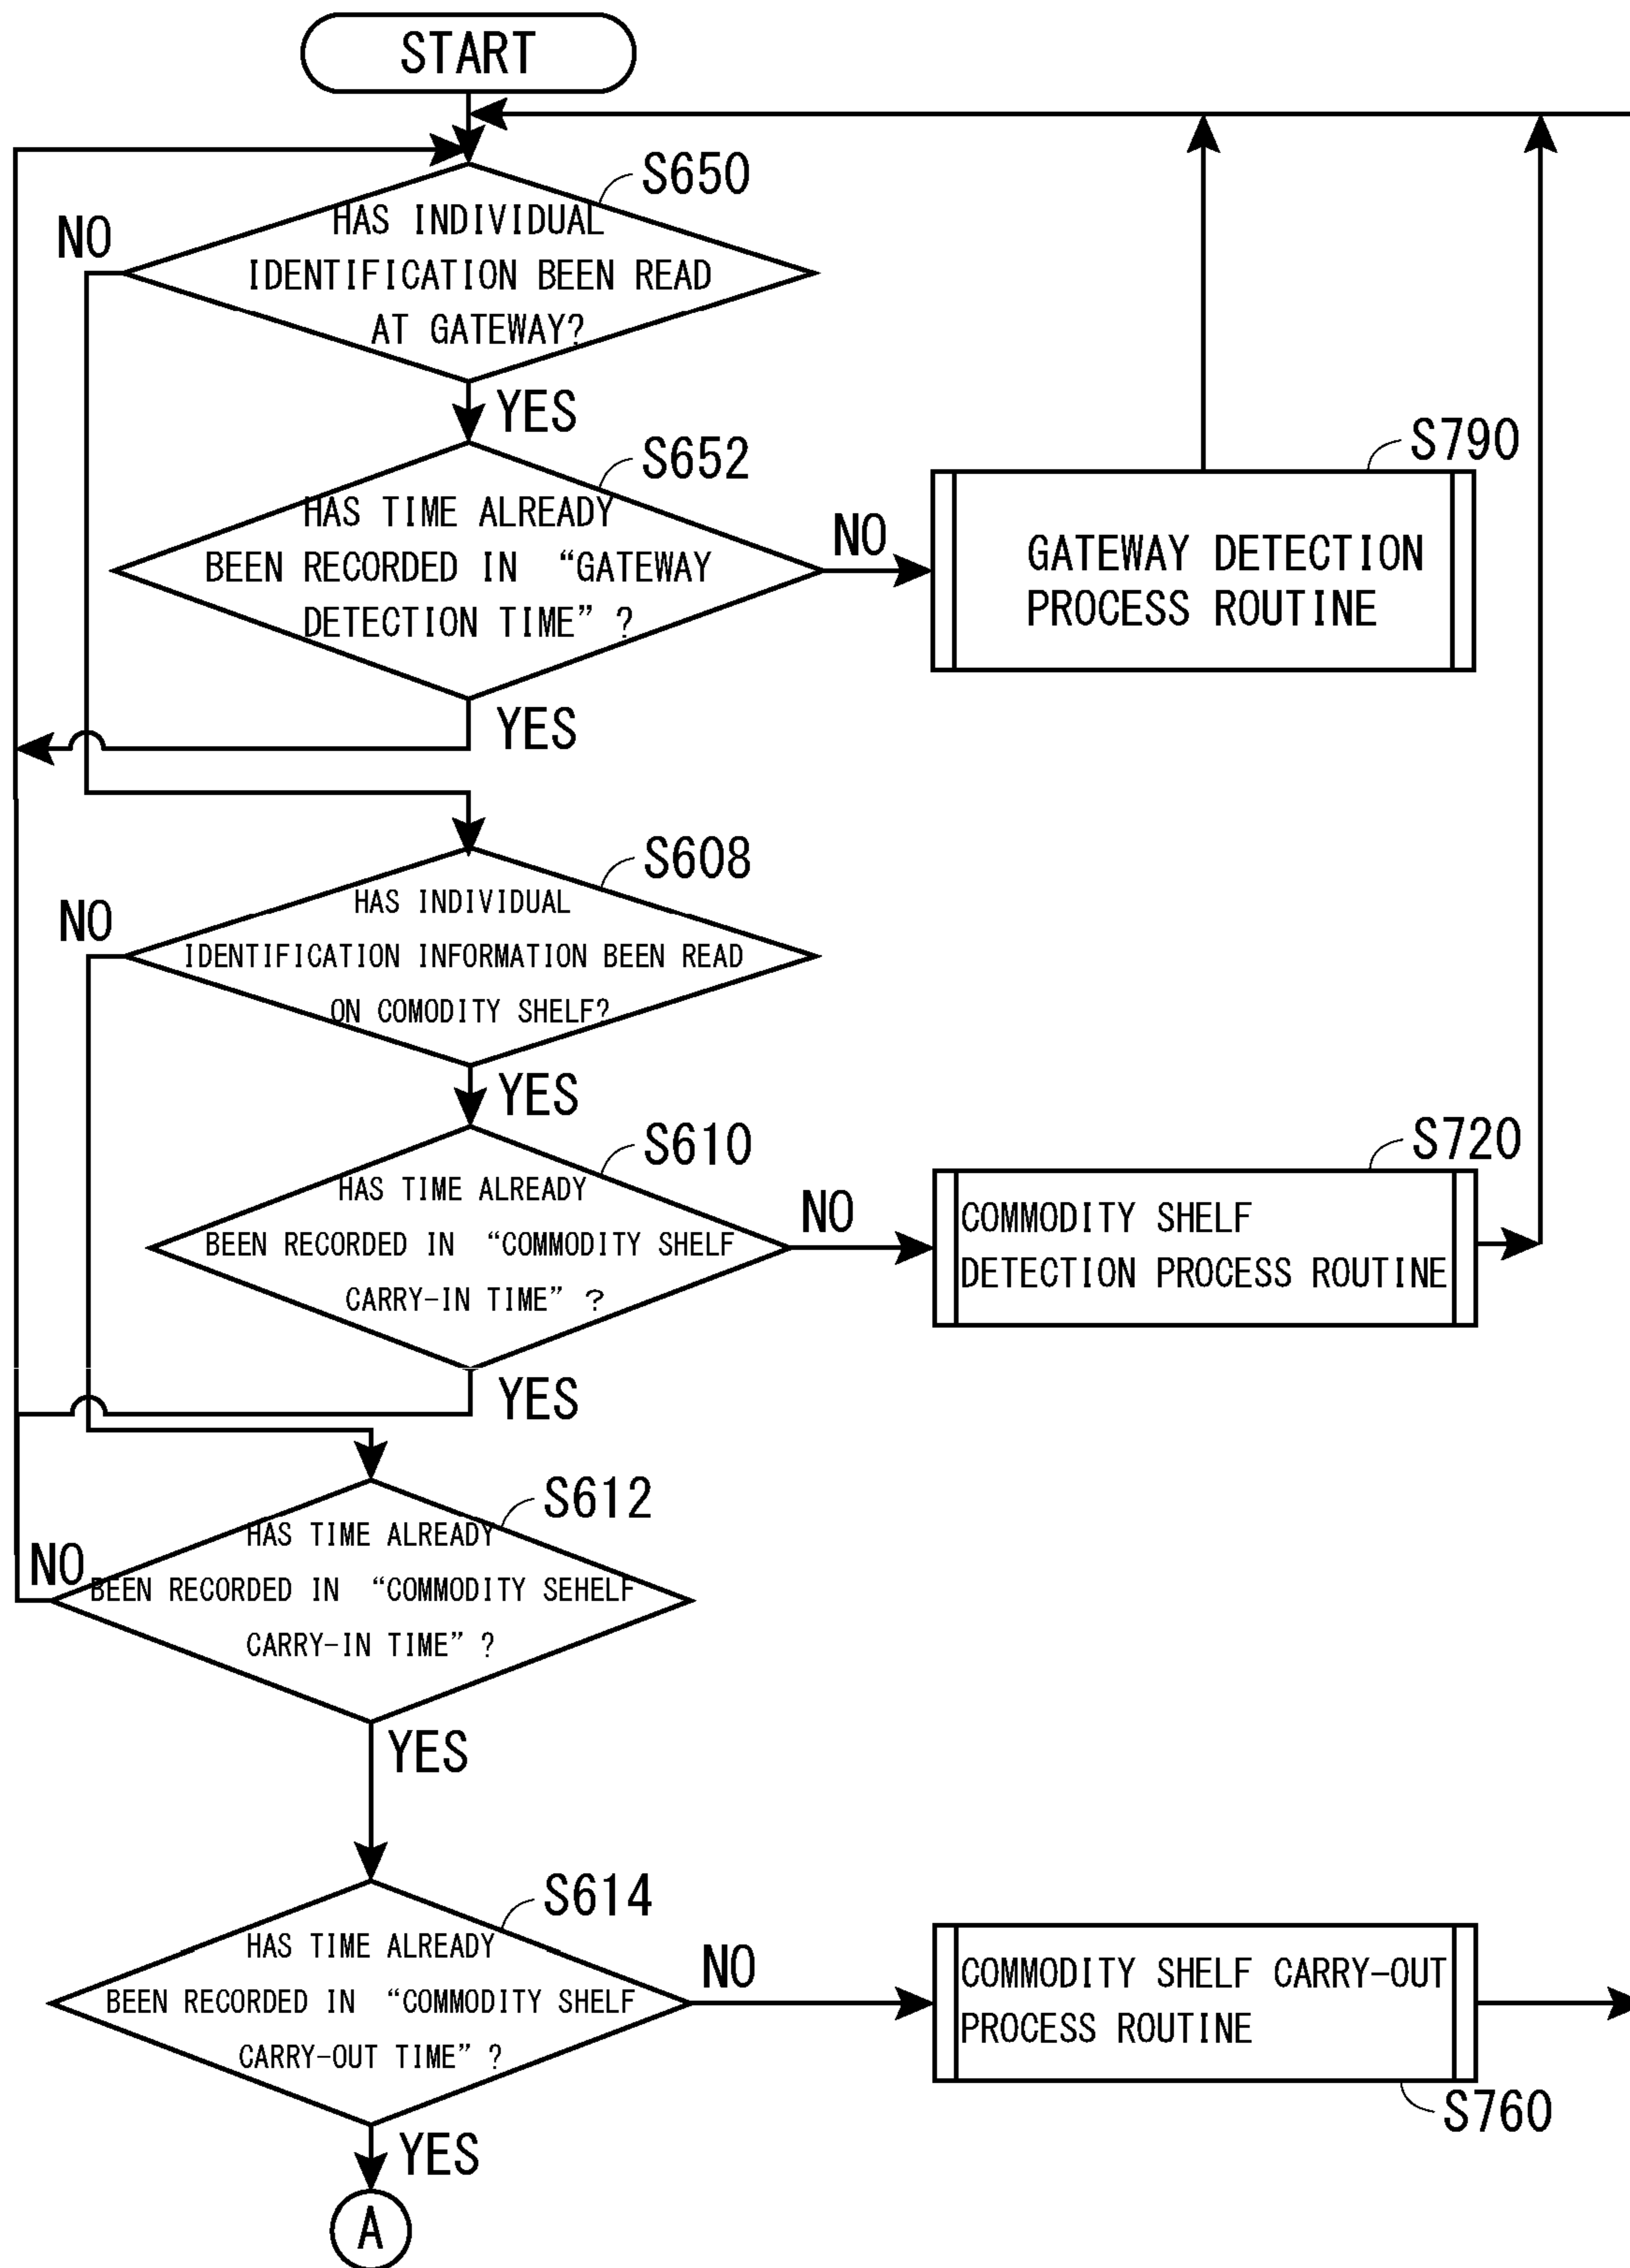 START
S650
NO
HAS INDIVIDUAL
IDENTIFICATION BEEN READ
AT GATEWAY?
YES
S652
HAS TIME ALREADY
BEEN RECORDED IN “GATEWAY
DETECTION TIME” ?
NO
S790
GATEWAY DETECTION
PROCESS ROUTINE
YES
S608
NO
HAS INDIVIDUAL
IDENTIFICATION INFORMATION BEEN READ
ON COMODITY SHELF?
YES
S610
HAS TIME ALREADY
BEEN RECORDED IN “COMMODITY SHELF
CARRY-IN TIME” ?
NO
S720
COMMODITY SHELF
DETECTION PROCESS ROUTINE
YES
S612
NO
HAS TIME ALREADY
BEEN RECORDED IN “COMMODITY SEHELF
CARRY-IN TIME” ?
YES
S614
HAS TIME ALREADY
BEEN RECORDED IN “COMMODITY SHELF
CARRY-OUT TIME” ?
NO
COMMODITY SHELF CARRY-OUT
PROCESS ROUTINE
S760
YES
A